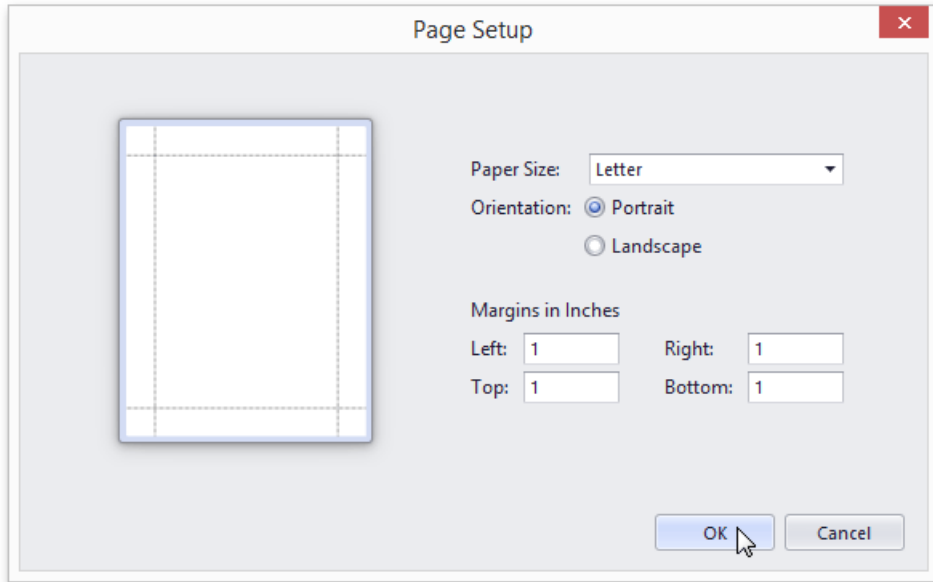 Page Setup
Paper Size: Letter
Orientation: Portrait
Landscape
Margins in Inches
Left: 1 Right: 1
Top: 1 Bottom: 1
OK Cancel